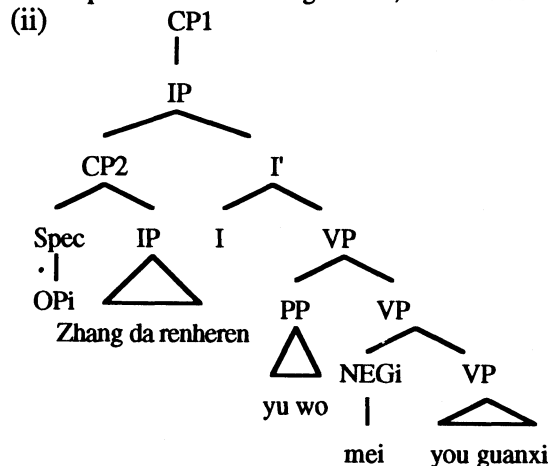 (ii) CP1
IP
CP2 I'
Spec IP I VP
OPi PP VP
Zhang da renheren
NEGi VP
yu wo
mei you guanxi